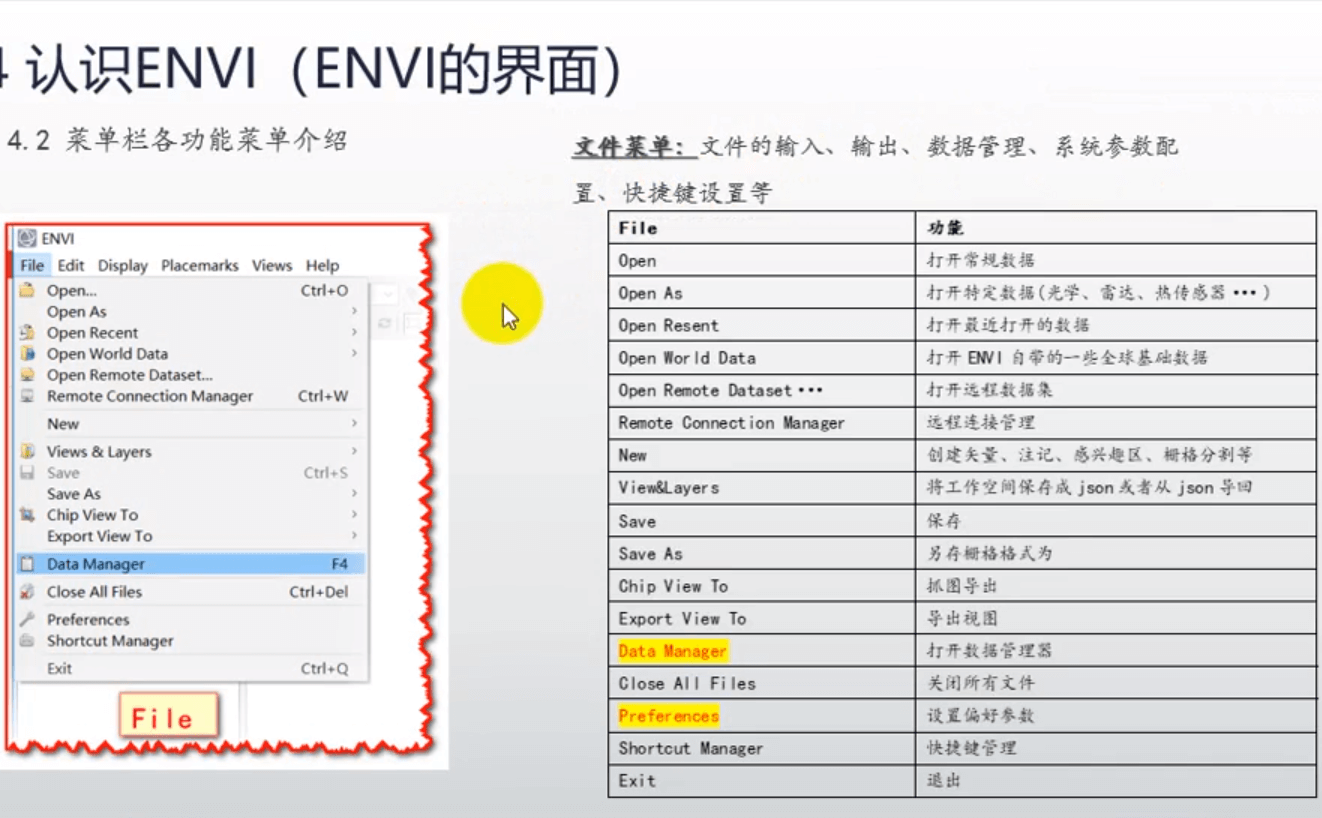 4 认识ENVI（ENVI的界面）
4.2 菜单栏各功能菜单介绍
文件菜单：文件的输入、输出、数据管理、系统参数配
置、快捷键设置等
ENVI
File Edit Display Placemarks Views Help
Open... Ctrl+O
Open As
Open Recent
Open World Data
Open Remote Dataset...
Remote Connection Manager Ctrl+W
New
Views & Layers
Save Ctrl+S
Save As
Chip View To
Export View To
Data Manager F4
Close All Files Ctrl+Del
Preferences
Shortcut Manager
Exit Ctrl+Q
File
File 功能
Open 打开常规数据
Open As 打开特定数据(光学、雷达、热传感器···)
Open Resent 打开最近打开的数据
Open World Data 打开 ENVI 自带的一些全球基础数据
Open Remote Dataset··· 打开远程数据集
Remote Connection Manager 远程连接管理
New 创建矢量、注记、感兴趣区、栅格分割等
View&Layers 将工作空间保存成 json 或者从 json 导回
Save 保存
Save As 另存栅格格式为
Chip View To 抓图导出
Export View To 导出视图
Data Manager 打开数据管理器
Close All Files 关闭所有文件
Preferences 设置偏好参数
Shortcut Manager 快捷键管理
Exit 退出